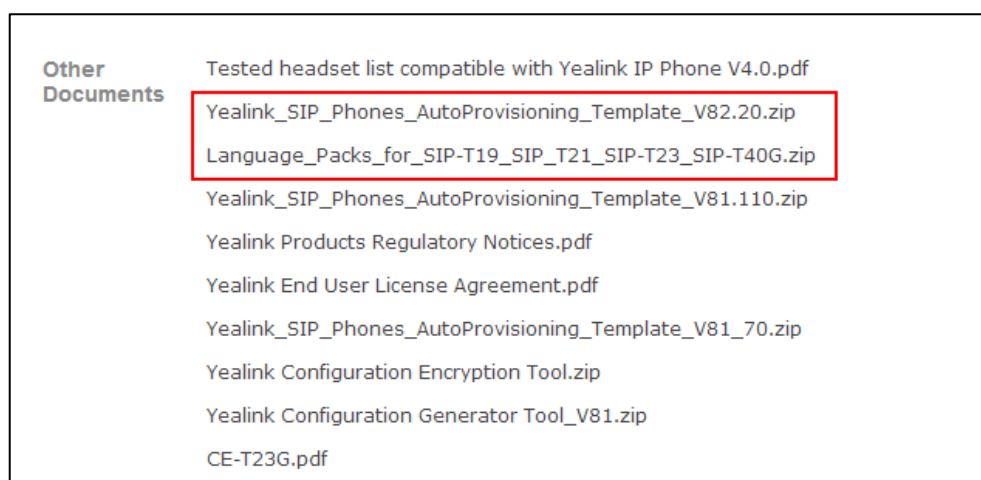 Other
Documents
Tested headset list compatible with Yealink IP Phone V4.0.pdf
Yealink_SIP_Phones_AutoProvisioning_Template_V82.20.zip
Language_Packs_for_SIP-T19_SIP_T21_SIP-T23_SIP-T40G.zip
Yealink_SIP_Phones_AutoProvisioning_Template_V81.110.zip
Yealink Products Regulatory Notices.pdf
Yealink End User License Agreement.pdf
Yealink_SIP_Phones_AutoProvisioning_Template_V81_70.zip
Yealink Configuration Encryption Tool.zip
Yealink Configuration Generator Tool_V81.zip
CE-T23G.pdf